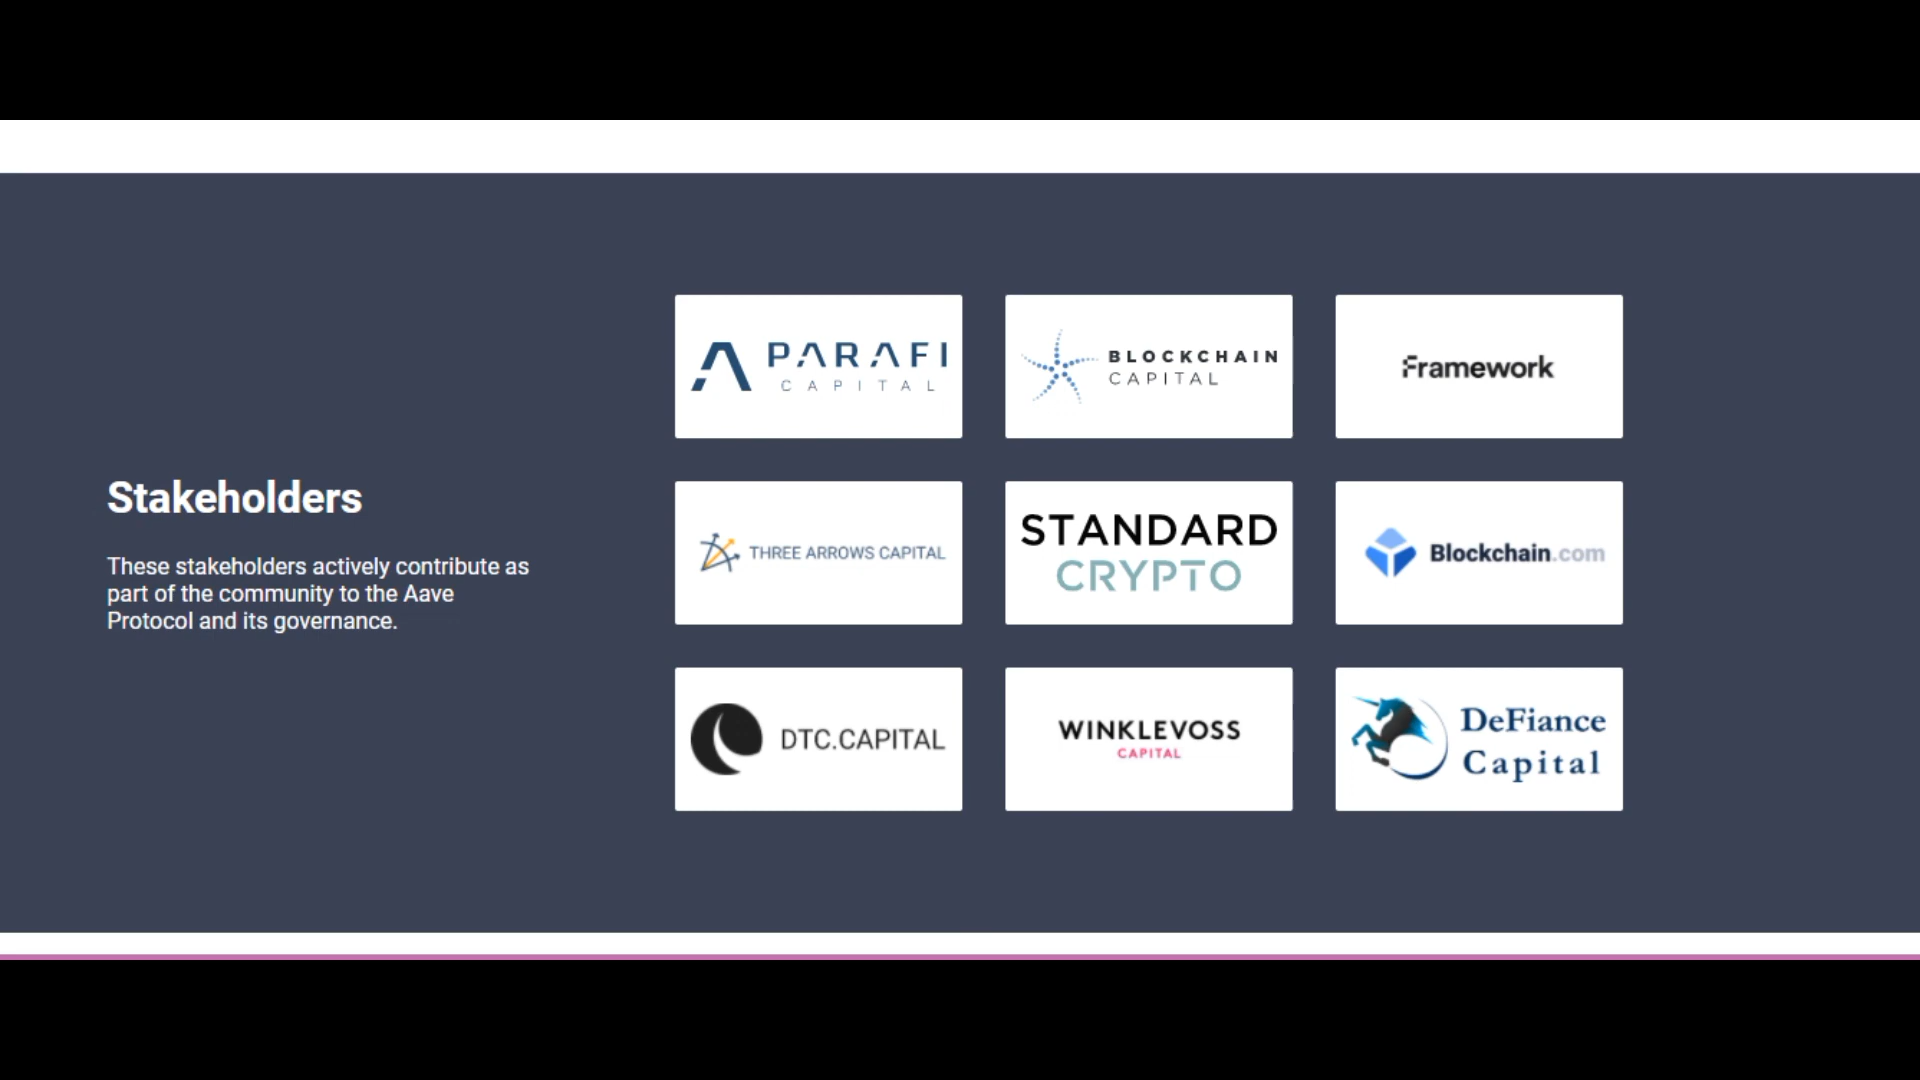 Stakeholders
These stakeholders actively contribute as
part of the community to the Aave
Protocol and its governance.
PARAFI
CAPITAL
BLOCKCHAIN
CAPITAL
Framework
THREE ARROWS CAPITAL
STANDARD
CRYPTO
Blockchain.com
DTC.CAPITAL
WINKLEVOSS
CAPITAL
DeFiance
Capital